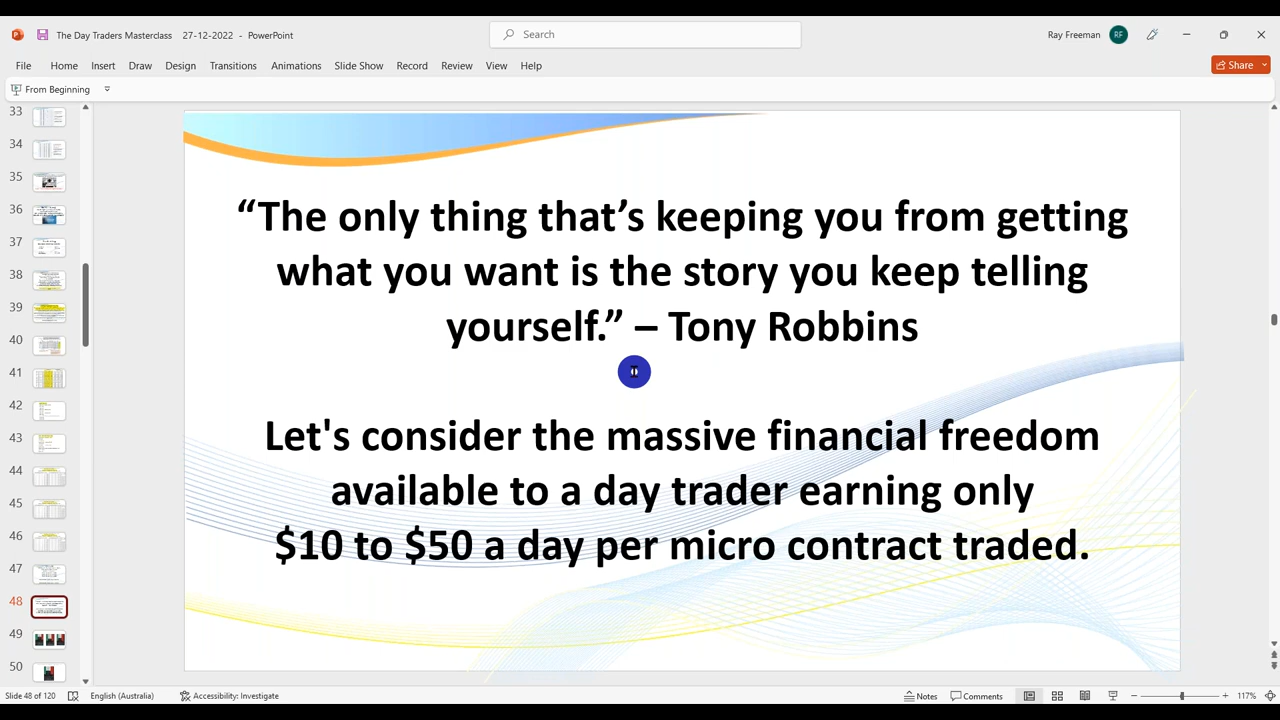 The Day Traders Masterclass 27-12-2022 - PowerPoint
Search
Ray Freeman RF
File Home Insert Draw Design Transitions Animations Slide Show Record Review View Help
Share
From Beginning
33
34
35
36
37
38
39
40
41
42
43
44
45
46
47
48
49
50
“The only thing that’s keeping you from getting
what you want is the story you keep telling
yourself.” – Tony Robbins
Let's consider the massive financial freedom
available to a day trader earning only
$10 to $50 a day per micro contract traded.
Slide 48 of 120 English (Australia) Accessibility: Investigate Notes Comments 117%